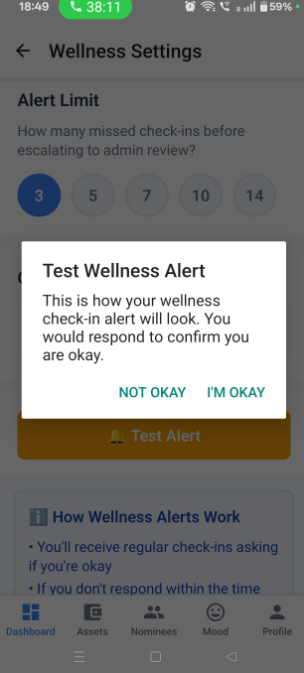 18:49 38:11 59%
← Wellness Settings
Alert Limit
How many missed check-ins before
escalating to admin review?
3 5 7 10 14
Test Wellness Alert
This is how your wellness
check-in alert will look. You
would respond to confirm you
are okay.
NOT OKAY I'M OKAY
🔔 Test Alert
ℹ️ How Wellness Alerts Work
• You'll receive regular check-ins asking
if you're okay
• If you don't respond within the time
Dashboard Assets Nominees Mood Profile